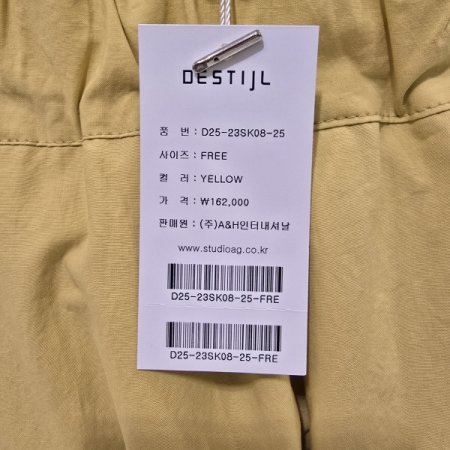 DESTIJL
품 번 : D25-23SK08-25
사이즈 : FREE
컬 러 : YELLOW
가 격 : ₩162,000
판매원 : (주)A&H인터내셔날
www.studioag.co.kr
D25-23SK08-25-FRE
D25-23SK08-25-FRE